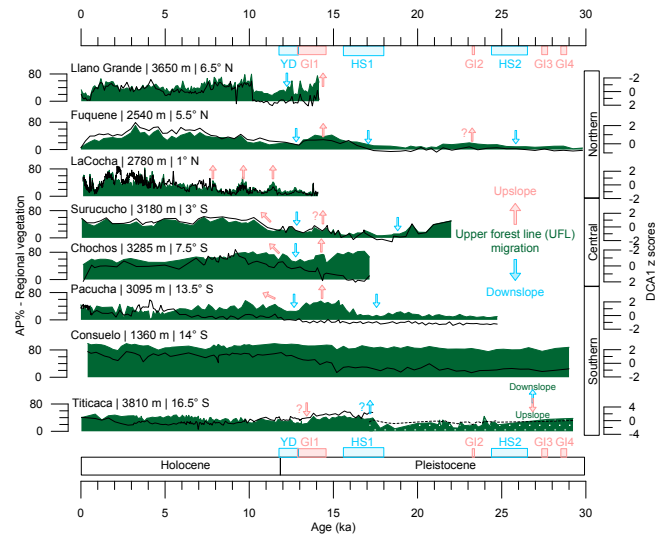 0 5 10 15 20 25 30
YD GI1 HS1 GI2 HS2 GI3 GI4
Llano Grande | 3650 m | 6.5° N
80
0
-2
0
2
Fuquene | 2540 m | 5.5° N
80
0
?
2
0
-2
Northern
LaCocha | 2780 m | 1° N
80
0
2
0
-2
Upslope
Surucucho | 3180 m | 3° S
80
0
?
2
0
-2
Upper forest line (UFL)
migration
Central
Chochos | 3285 m | 7.5° S
80
0
-2
0
2
Downslope
Pacucha | 3095 m | 13.5° S
80
0
2
0
-2
Consuelo | 1360 m | 14° S
80
0
2
0
-2
Southern
Downslope
Upslope
Titicaca | 3810 m | 16.5° S
80
0
? ?
4
0
-4
AP% - Regional vegetation
DCA1 z scores
YD GI1 HS1 GI2 HS2 GI3 GI4
Holocene Pleistocene
0 5 10 15 20 25 30
Age (ka)